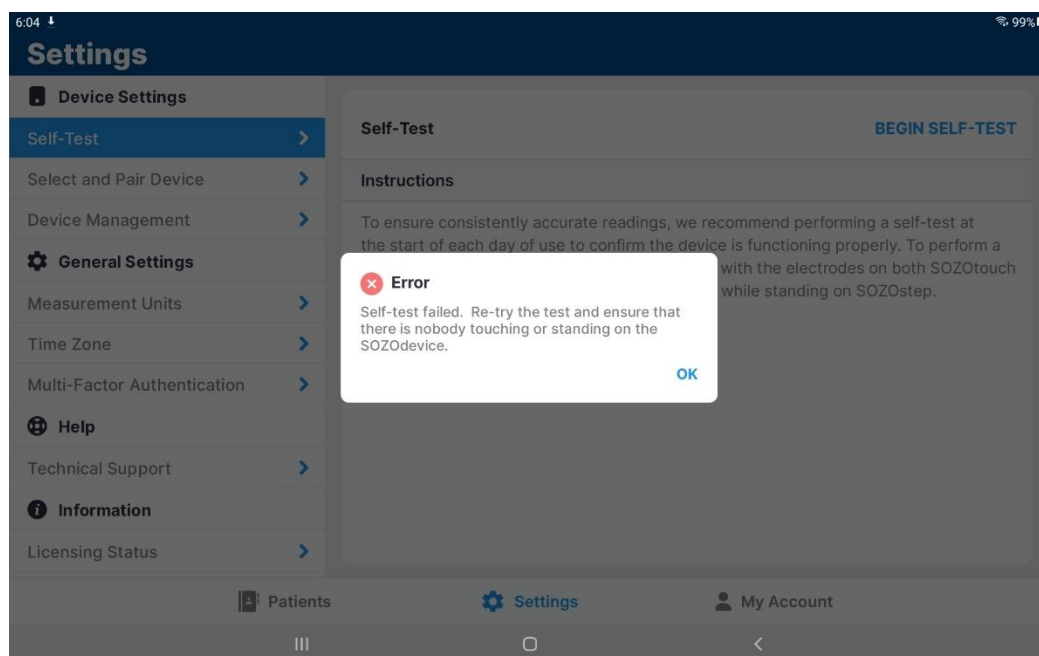 6:04
99%
Settings
Device Settings
Self-Test
Select and Pair Device
Device Management
General Settings
Measurement Units
Time Zone
Multi-Factor Authentication
Help
Technical Support
Information
Licensing Status
Self-Test
BEGIN SELF-TEST
Instructions
To ensure consistently accurate readings, we recommend performing a self-test at
the start of each day of use to confirm the device is functioning properly. To perform a
with the electrodes on both SOZOtouch
while standing on SOZOstep.
Error
Self-test failed. Re-try the test and ensure that
there is nobody touching or standing on the
SOZOdevice.
OK
Patients
Settings
My Account